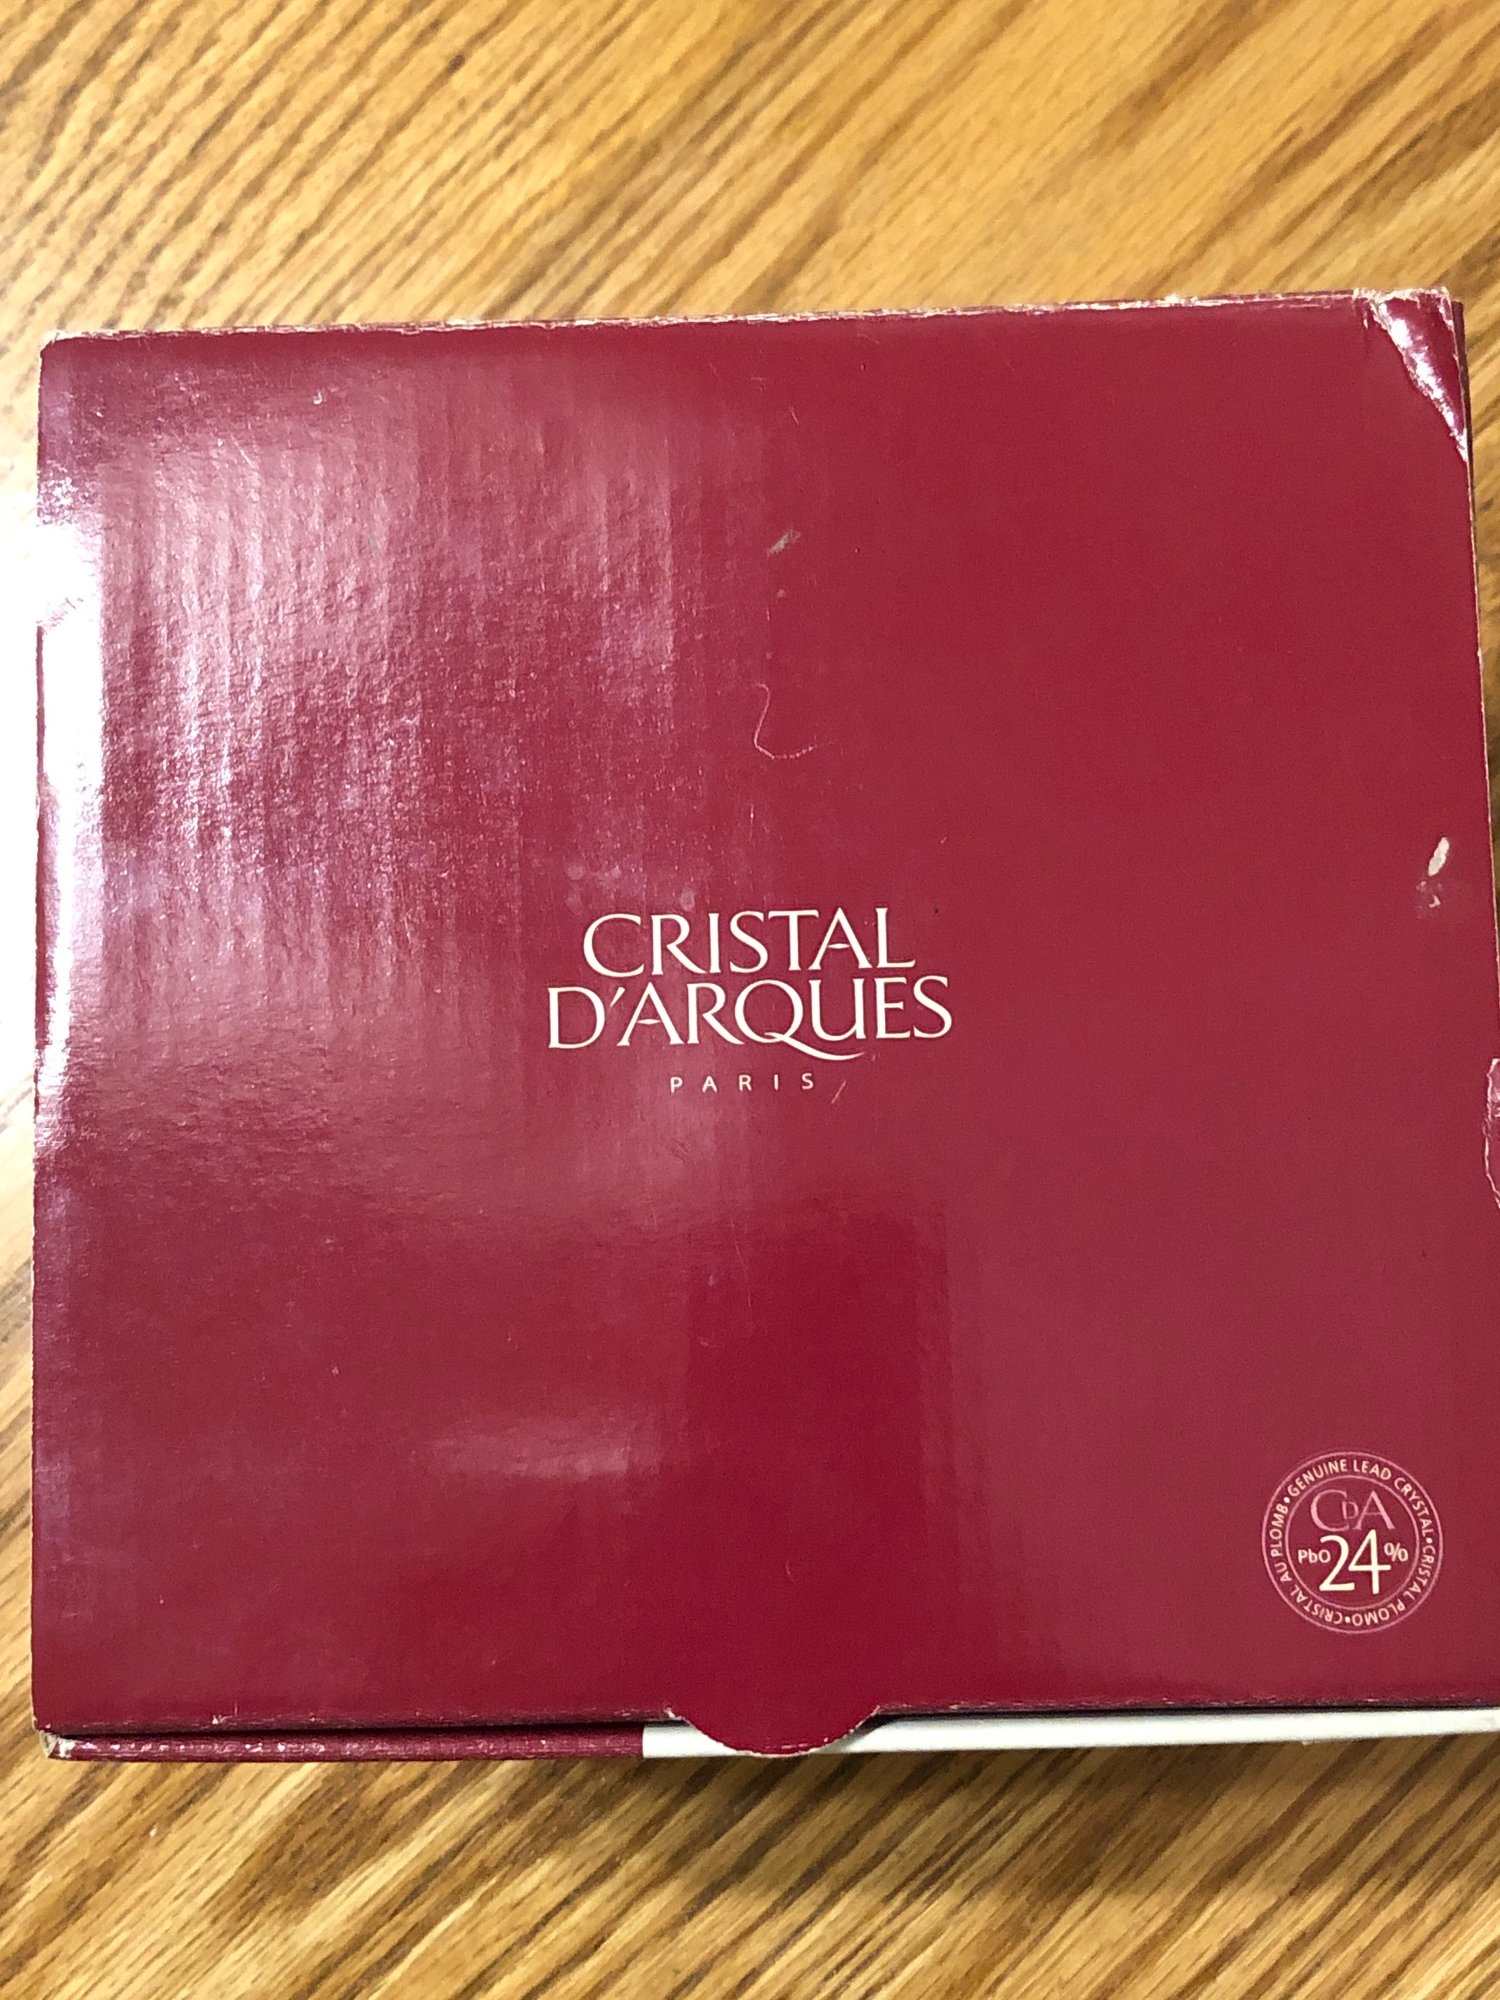 CRISTAL
D'ARQUES
PARIS
GENUINE LEAD CRYSTAL•CRISTAL PLOMO•CRISTAL AU PLOMB•
CDA
PbO 24%